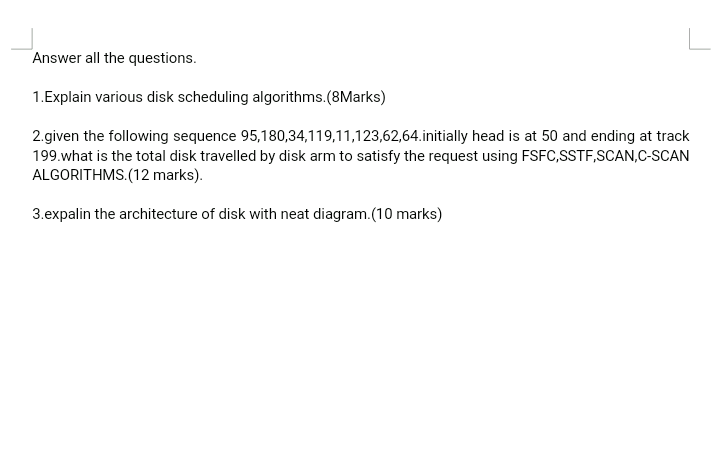 Answer all the questions.
1.Explain various disk scheduling algorithms.(8Marks)
2.given the following sequence 95,180,34,119,11,123,62,64.initially head is at 50 and ending at track
199.what is the total disk travelled by disk arm to satisfy the request using FSFC,SSTF,SCAN,C-SCAN
ALGORITHMS.(12 marks).
3.expalin the architecture of disk with neat diagram.(10 marks)